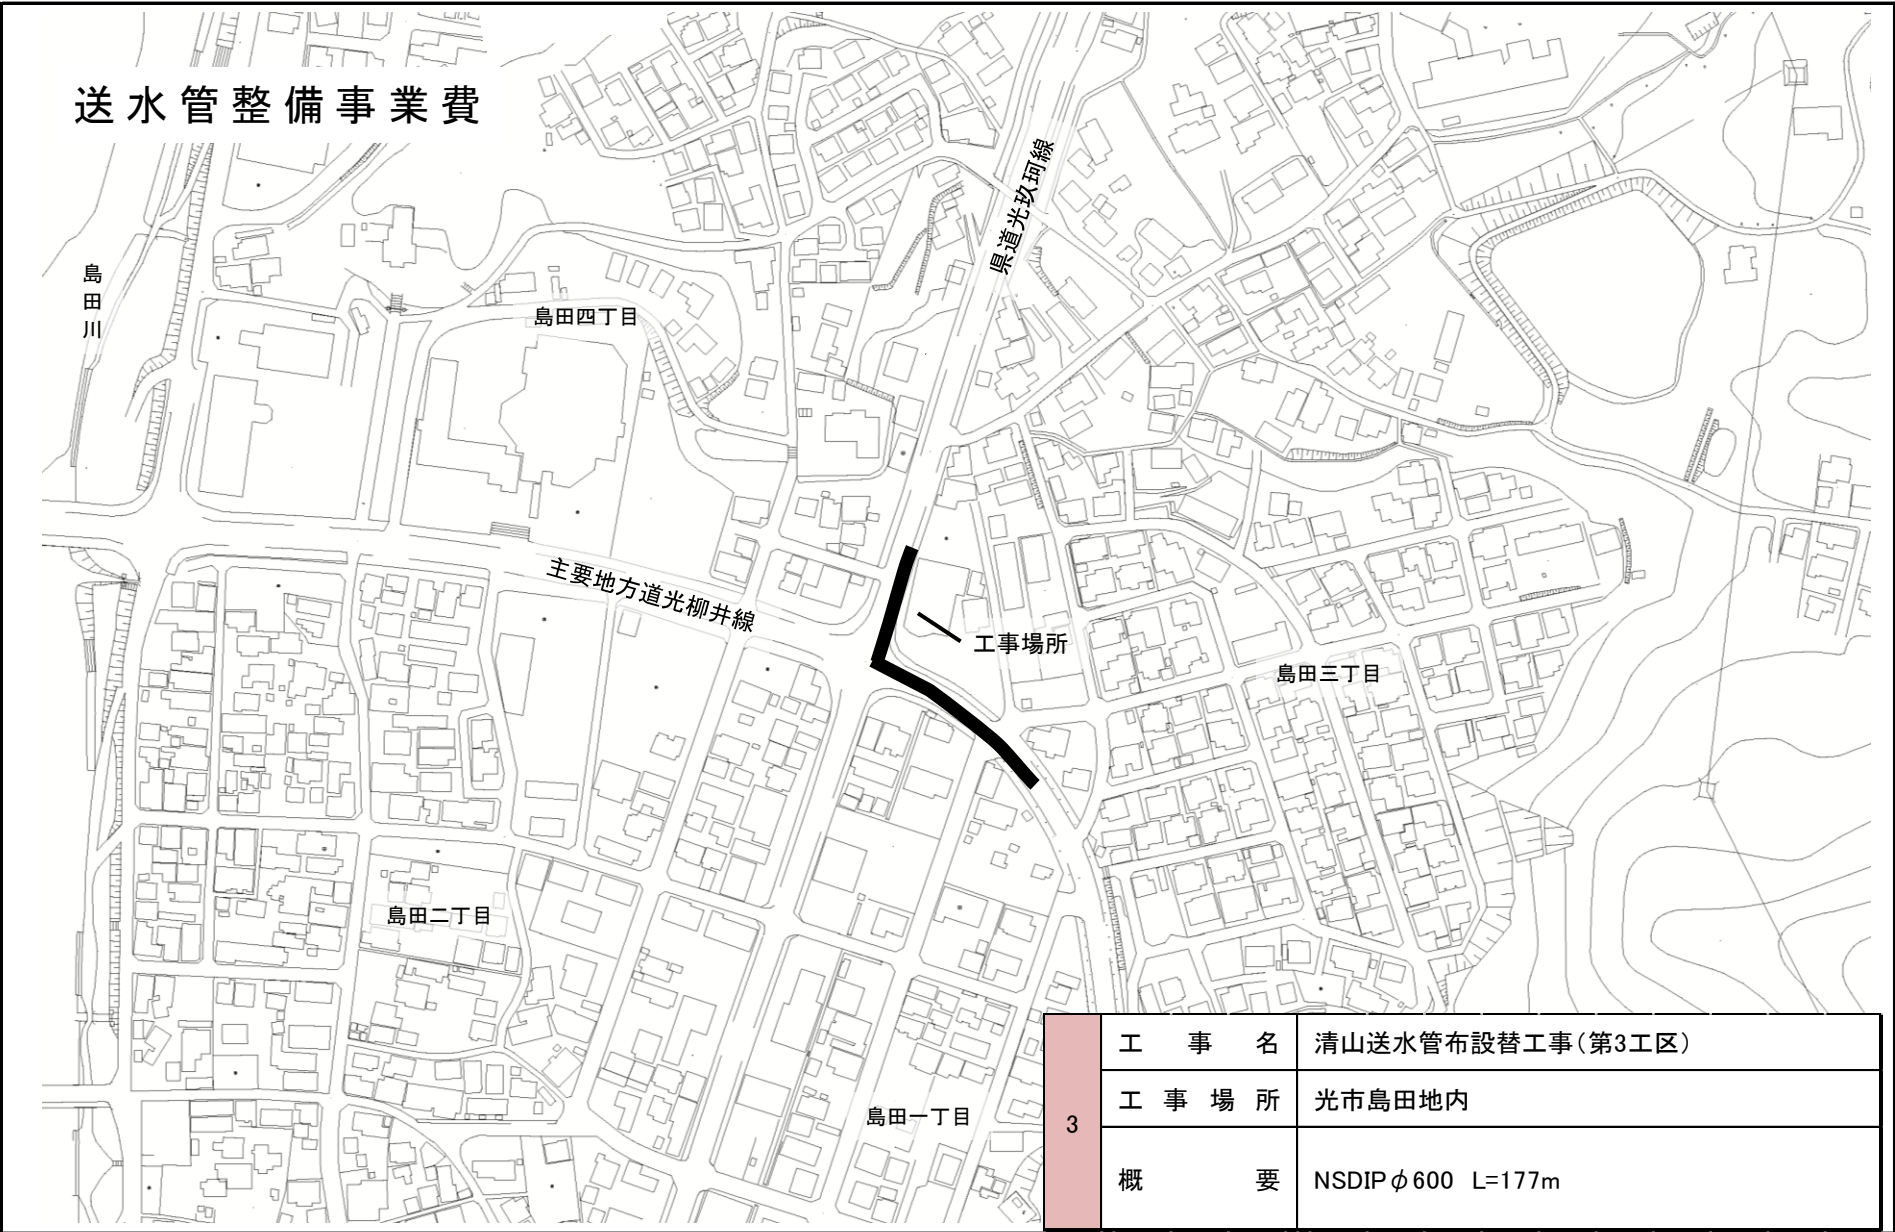 送水管整備事業費
県道光玖珂線
島田川
島田四丁目
主要地方道光柳井線
工事場所
島田三丁目
島田二丁目
島田一丁目
3
工事名 清山送水管布設替工事（第3工区）
工事場所 光市島田地内
概要 NSDIPφ600 L=177m